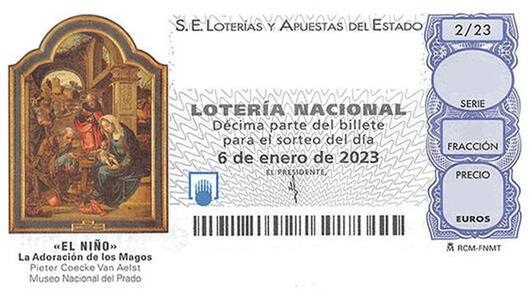 S.E. LOTERÍAS Y APUESTAS DEL ESTADO
2/23
SERIE
LOTERÍA NACIONAL
Décima parte del billete
para el sorteo del día
6 de enero de 2023
EL PRESIDENTE,
FRACCIÓN
PRECIO
EUROS
RCM-FNMT
«EL NIÑO»
La Adoración de los Magos
Pieter Coecke Van Aelst
Museo Nacional del Prado